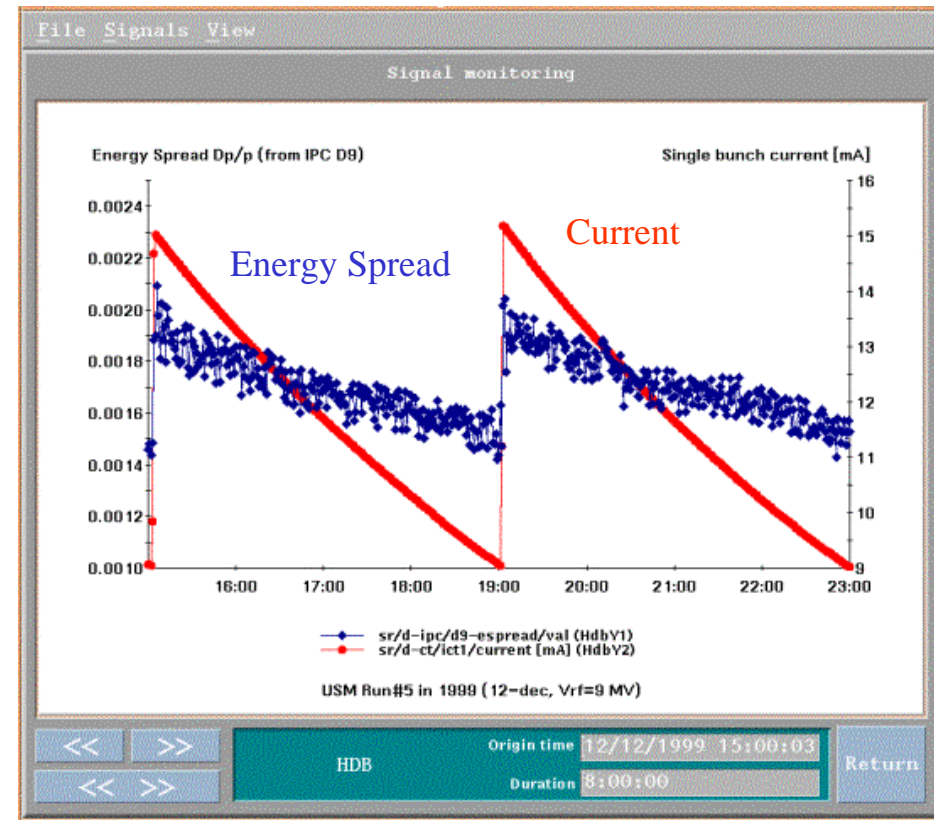 File Signals View
Signal monitoring
Energy Spread Dp/p (from IPC D9)
Single bunch current [mA]
0.0024
0.0022
0.0020
0.0018
0.0016
0.0014
0.0012
0.0010
16
15
14
13
12
11
10
9
Energy Spread
Current
16:00 17:00 18:00 19:00 20:00 21:00 22:00 23:00
sr/d-ipc/d9-espread/val (HdbY1)
sr/d-ct/ict1/current [mA] (HdbY2)
USM Run#5 in 1999 (12-dec, Vrf=9 MV)
<< >>
<< >>
HDB
Origin time 12/12/1999 15:00:03
Duration 8:00:00
Return